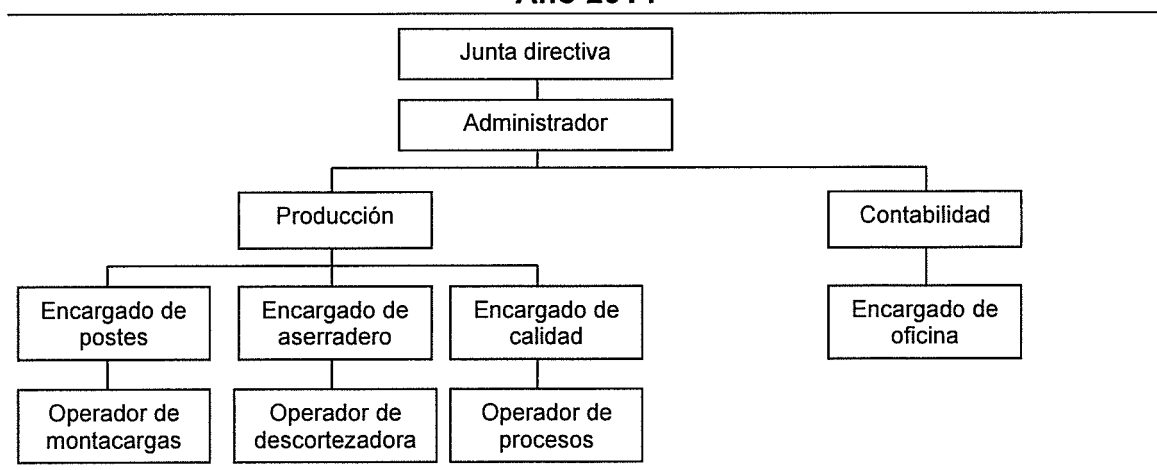 Junta directiva
Administrador
Producción
Contabilidad
Encargado de
postes
Encargado de
aserradero
Encargado de
calidad
Encargado de
oficina
Operador de
montacargas
Operador de
descortezadora
Operador de
procesos